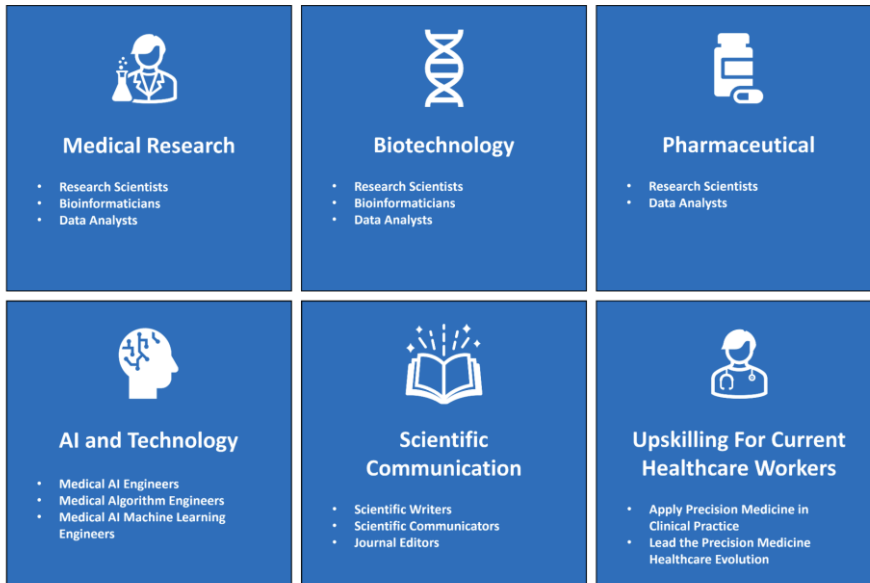 Medical Research
• Research Scientists
• Bioinformaticians
• Data Analysts
Biotechnology
• Research Scientists
• Bioinformaticians
• Data Analysts
Pharmaceutical
• Research Scientists
• Data Analysts
AI and Technology
• Medical AI Engineers
• Medical Algorithm Engineers
• Medical AI Machine Learning
Engineers
Scientific
Communication
• Scientific Writers
• Scientific Communicators
• Journal Editors
Upskilling For Current
Healthcare Workers
• Apply Precision Medicine in
Clinical Practice
• Lead the Precision Medicine
Healthcare Evolution